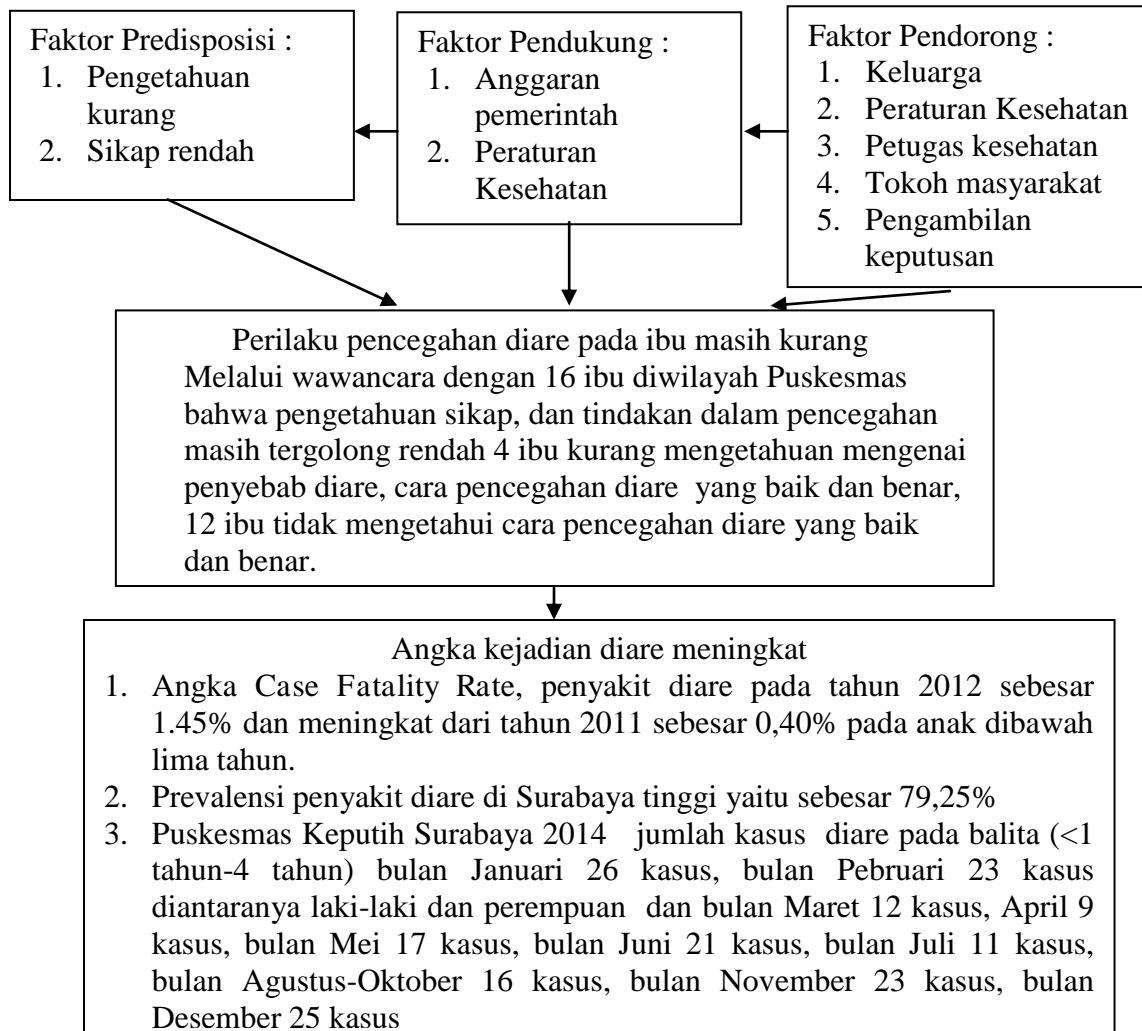 Faktor Predisposisi :
1. Pengetahuan
kurang
2. Sikap rendah
Faktor Pendukung :
1. Anggaran
pemerintah
2. Peraturan
Kesehatan
Faktor Pendorong :
1. Keluarga
2. Peraturan Kesehatan
3. Petugas kesehatan
4. Tokoh masyarakat
5. Pengambilan
keputusan
Perilaku pencegahan diare pada ibu masih kurang
Melalui wawancara dengan 16 ibu diwilayah Puskesmas
bahwa pengetahuan sikap, dan tindakan dalam pencegahan
masih tergolong rendah 4 ibu kurang mengetahuan mengenai
penyebab diare, cara pencegahan diare yang baik dan benar,
12 ibu tidak mengetahui cara pencegahan diare yang baik
dan benar.
Angka kejadian diare meningkat
1. Angka Case Fatality Rate, penyakit diare pada tahun 2012 sebesar
1.45% dan meningkat dari tahun 2011 sebesar 0,40% pada anak dibawah
lima tahun.
2. Prevalensi penyakit diare di Surabaya tinggi yaitu sebesar 79,25%
3. Puskesmas Keputih Surabaya 2014 jumlah kasus diare pada balita (<1
tahun-4 tahun) bulan Januari 26 kasus, bulan Pebruari 23 kasus
diantaranya laki-laki dan perempuan dan bulan Maret 12 kasus, April 9
kasus, bulan Mei 17 kasus, bulan Juni 21 kasus, bulan Juli 11 kasus,
bulan Agustus-Oktober 16 kasus, bulan November 23 kasus, bulan
Desember 25 kasus